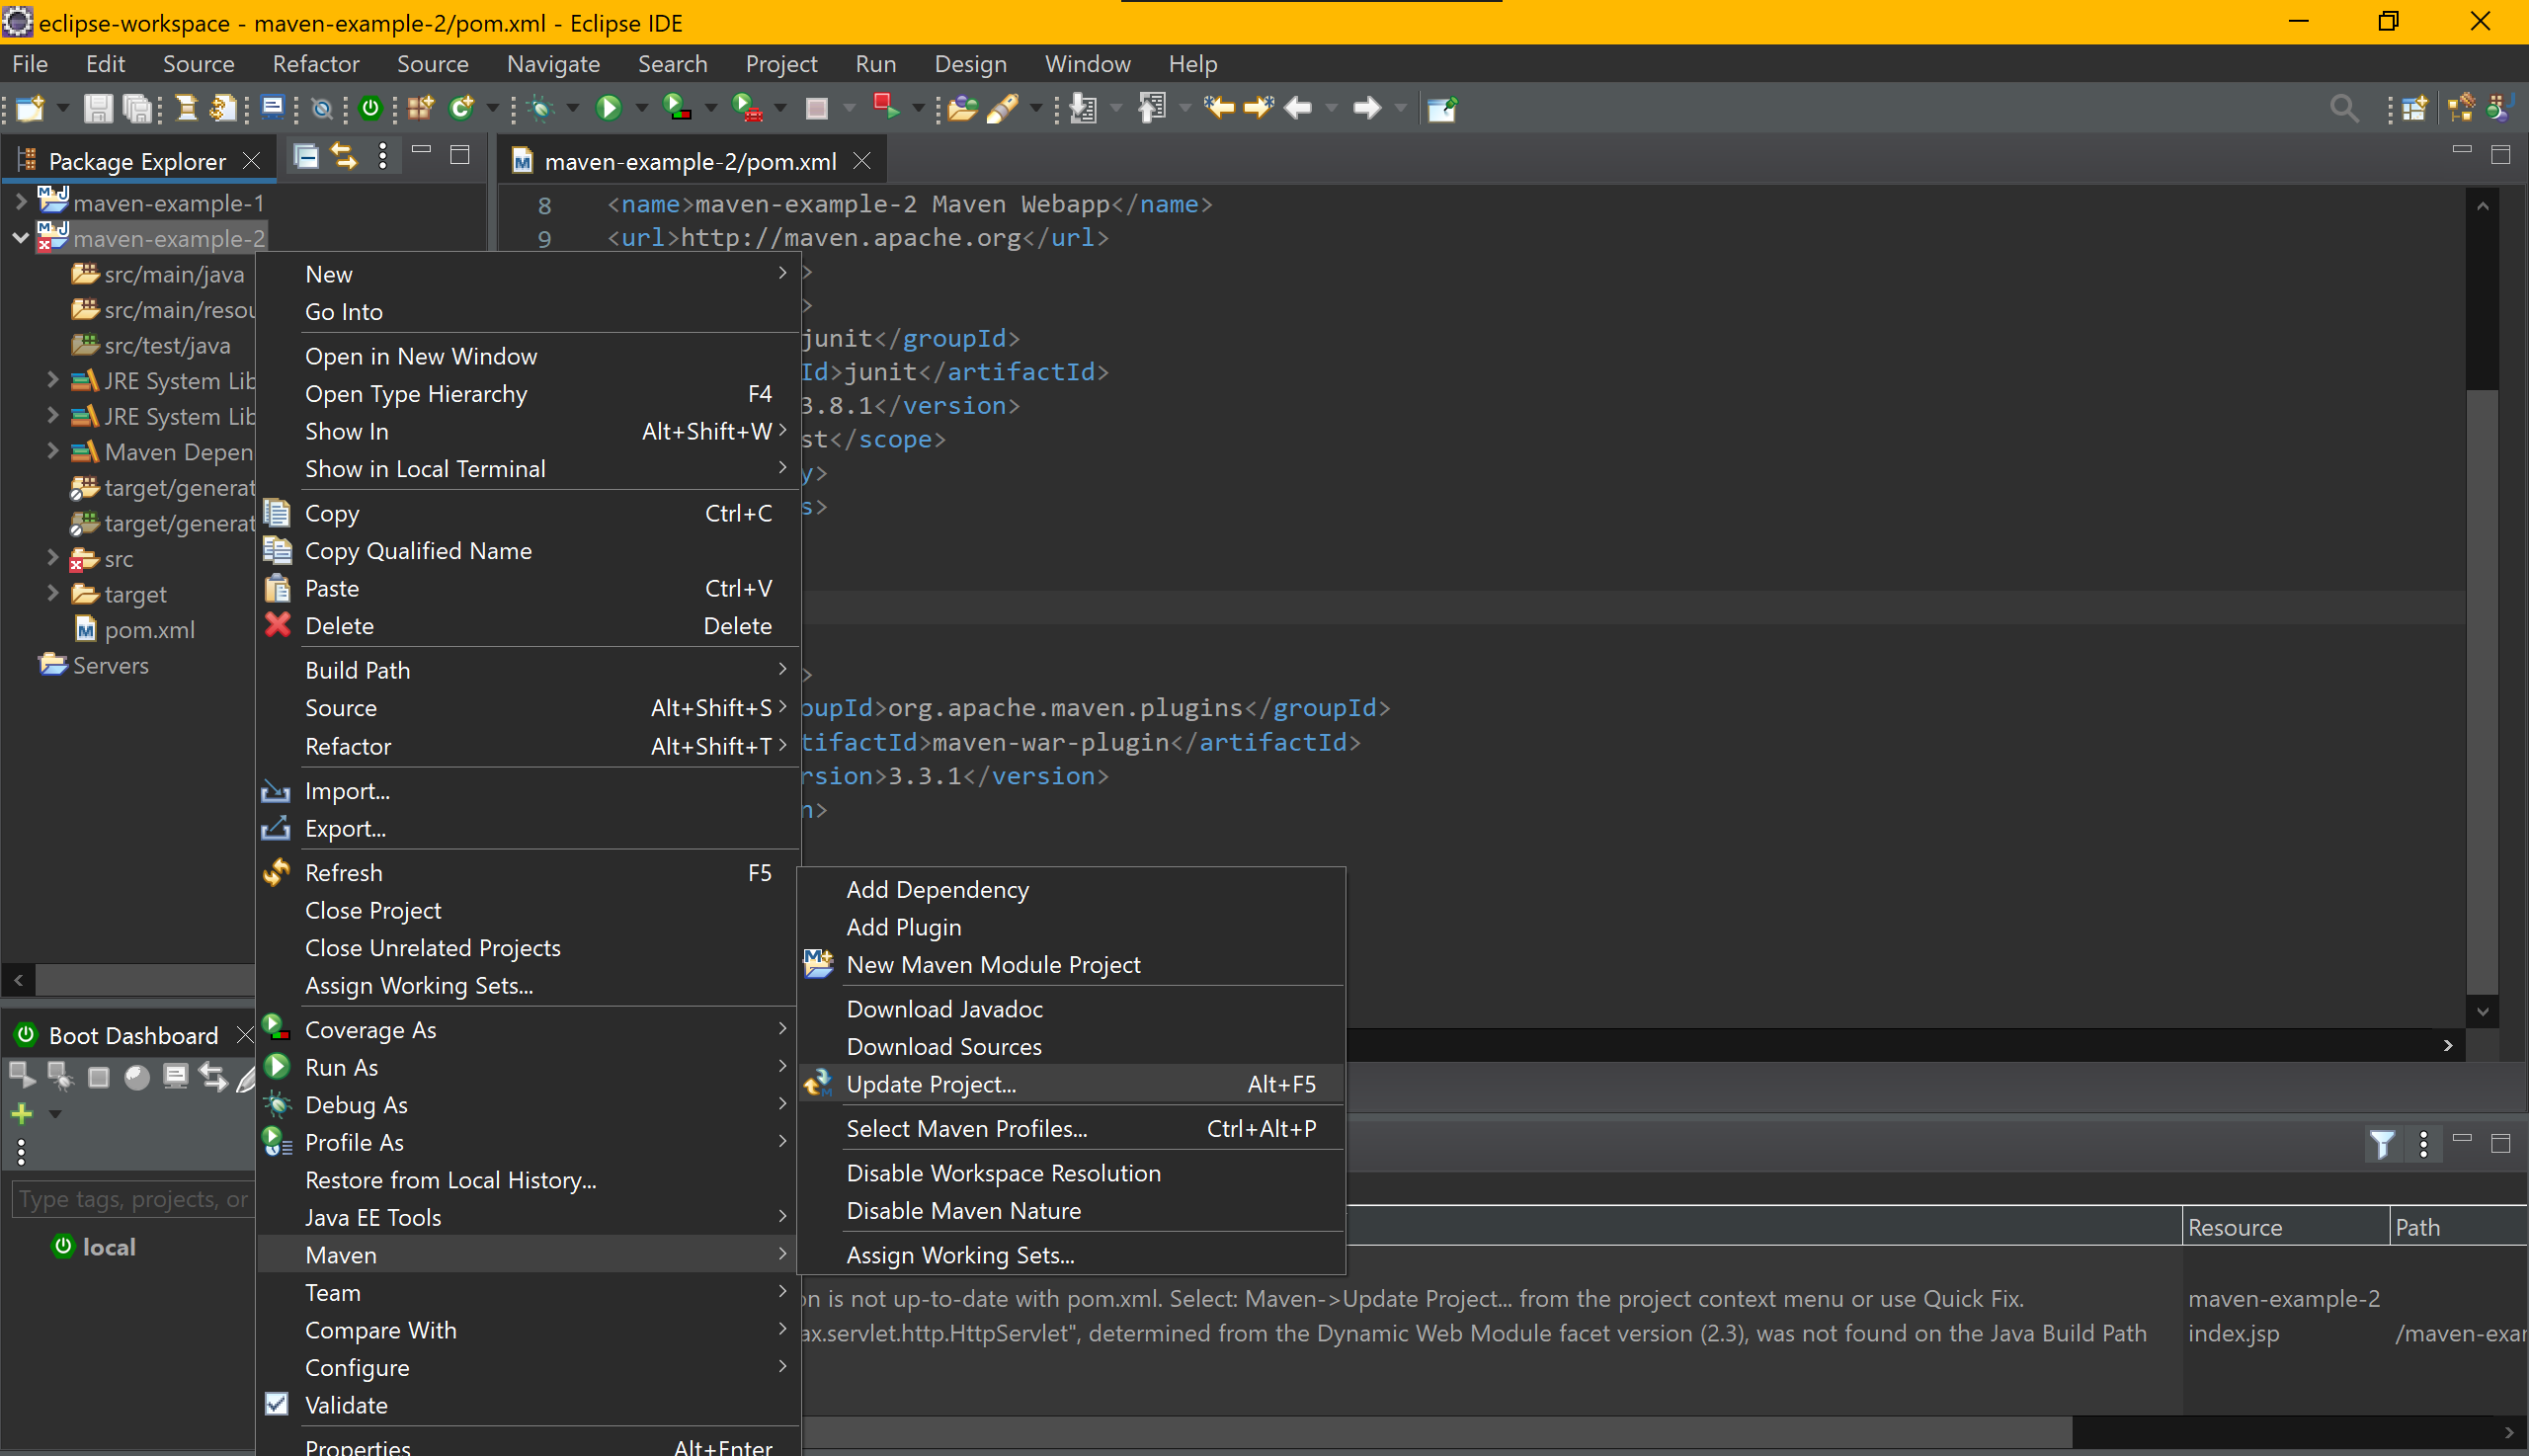 eclipse-workspace - maven-example-2/pom.xml - Eclipse IDE
File Edit Source Refactor Source Navigate Search Project Run Design Window Help
Package Explorer
maven-example-1
maven-example-2
src/main/java
src/main/resou
src/test/java
JRE System Lib
JRE System Lib
Maven Depen
target/generat
target/generat
src
target
pom.xml
Servers
Boot Dashboard
Type tags, projects, or
local
maven-example-2/pom.xml
8 <name>maven-example-2 Maven Webapp</name>
9 <url>http://maven.apache.org</url>
>
>
junit</groupId>
Id>junit</artifactId>
3.8.1</version>
st</scope>
y>
s>
>
oupId>org.apache.maven.plugins</groupId>
tifactId>maven-war-plugin</artifactId>
rsion>3.3.1</version>
n>
New
Go Into
Open in New Window
Open Type Hierarchy F4
Show In Alt+Shift+W
Show in Local Terminal
Copy Ctrl+C
Copy Qualified Name
Paste Ctrl+V
Delete Delete
Build Path
Source Alt+Shift+S
Refactor Alt+Shift+T
Import...
Export...
Refresh F5
Close Project
Close Unrelated Projects
Assign Working Sets...
Coverage As
Run As
Debug As
Profile As
Restore from Local History...
Java EE Tools
Maven
Team
Compare With
Configure
Validate
Properties Alt+Enter
Add Dependency
Add Plugin
New Maven Module Project
Download Javadoc
Download Sources
Update Project... Alt+F5
Select Maven Profiles... Ctrl+Alt+P
Disable Workspace Resolution
Disable Maven Nature
Assign Working Sets...
Resource Path
on is not up-to-date with pom.xml. Select: Maven->Update Project... from the project context menu or use Quick Fix. maven-example-2
ax.servlet.http.HttpServlet", determined from the Dynamic Web Module facet version (2.3), was not found on the Java Build Path index.jsp /maven-exar